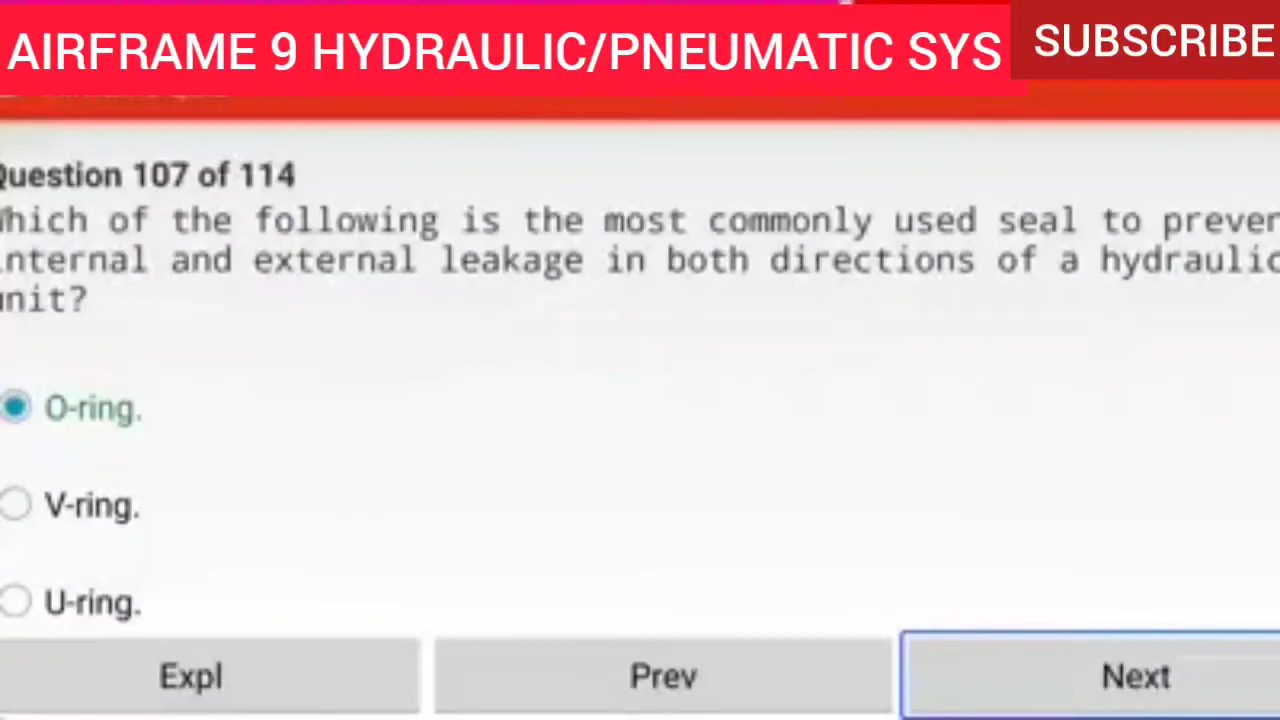 AIRFRAME 9 HYDRAULIC/PNEUMATIC SYS
SUBSCRIBE
Question 107 of 114
Which of the following is the most commonly used seal to preven
internal and external leakage in both directions of a hydraulic
unit?
O-ring.
V-ring.
U-ring.
Expl
Prev
Next